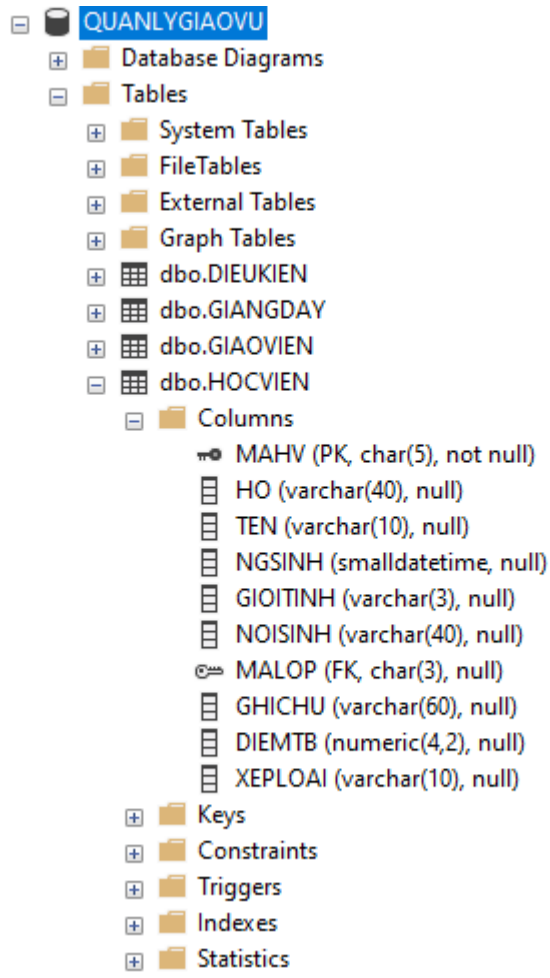 QUANLYGIAOVU
Database Diagrams
Tables
System Tables
FileTables
External Tables
Graph Tables
dbo.DIEUKIEN
dbo.GIANGDAY
dbo.GIAOVIEN
dbo.HOCVIEN
Columns
MAHV (PK, char(5), not null)
HO (varchar(40), null)
TEN (varchar(10), null)
NGSINH (smalldatetime, null)
GIOITINH (varchar(3), null)
NOISINH (varchar(40), null)
MALOP (FK, char(3), null)
GHICHU (varchar(60), null)
DIEMTB (numeric(4,2), null)
XEPLOAI (varchar(10), null)
Keys
Constraints
Triggers
Indexes
Statistics